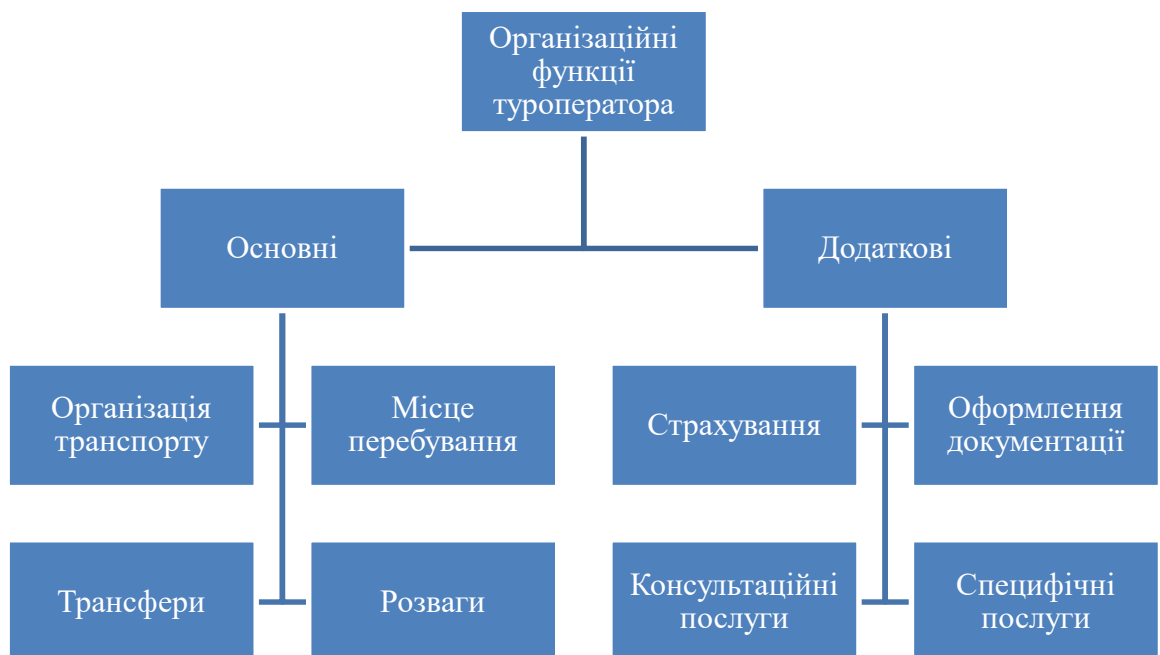 Організаційні
функції
туроператора
Основні
Додаткові
Організація
транспорту
Місце
перебування
Страхування
Оформлення
документації
Трансфери
Розваги
Консультаційні
послуги
Специфічні
послуги